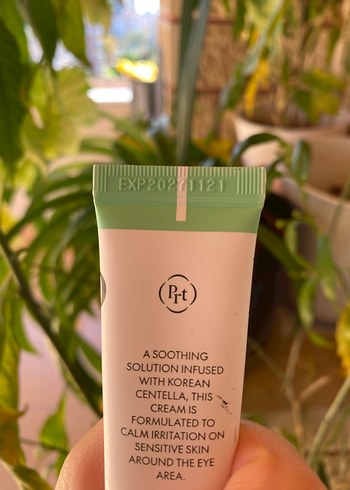 EXP20271121
Prt
A SOOTHING
SOLUTION INFUSED
WITH KOREAN
CENTELLA, THIS
CREAM IS
FORMULATED TO
CALM IRRITATION ON
SENSITIVE SKIN
AROUND THE EYE
AREA.